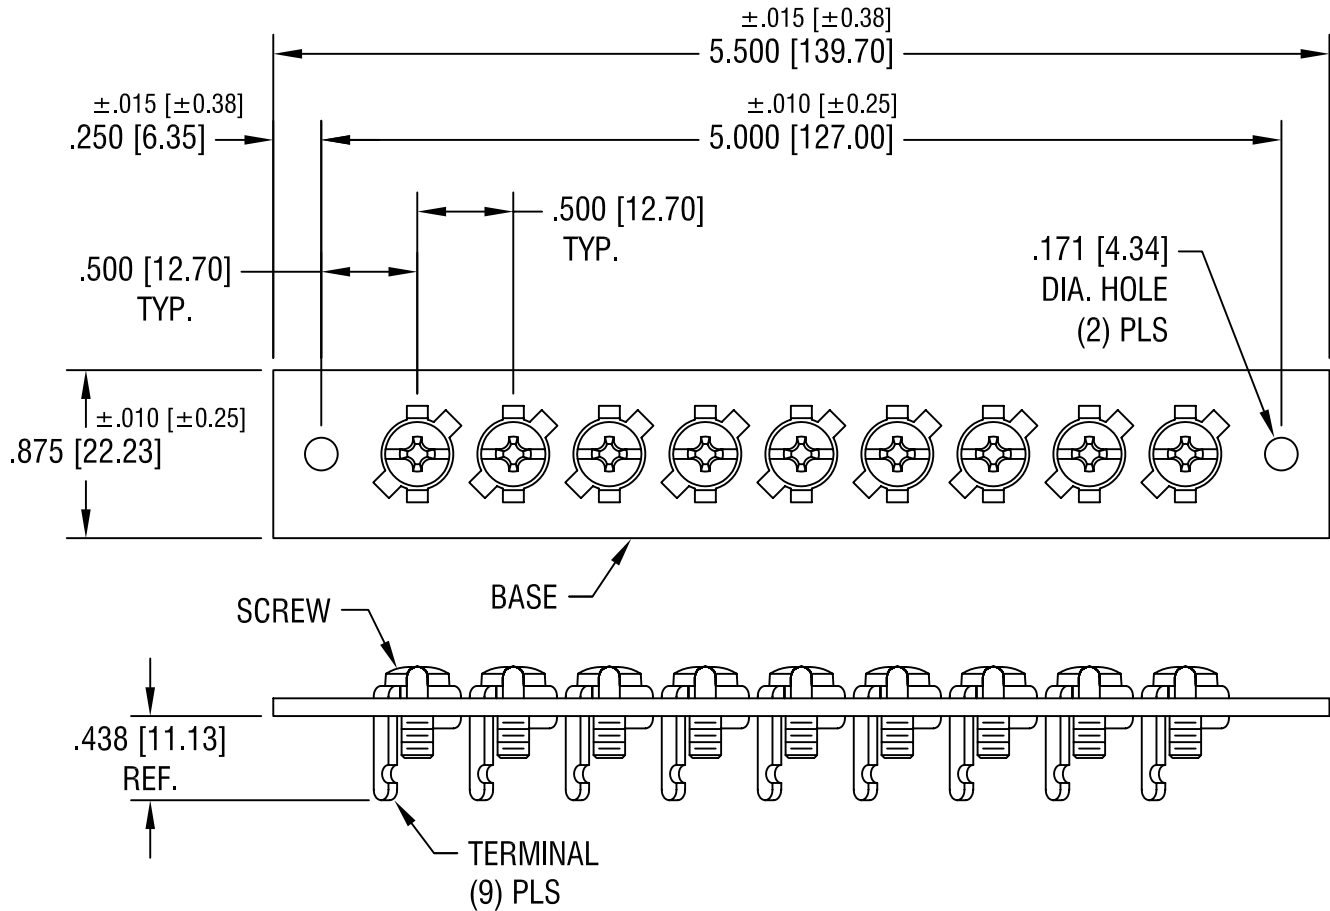 ±.015 [±0.38]
5.500 [139.70]
±.015 [±0.38]
.250 [6.35]
±.010 [±0.25]
5.000 [127.00]
.500 [12.70]
TYP.
.500 [12.70]
TYP.
.171 [4.34]
DIA. HOLE
(2) PLS
±.010 [±0.25]
.875 [22.23]
BASE
SCREW
.438 [11.13]
REF.
TERMINAL
(9) PLS